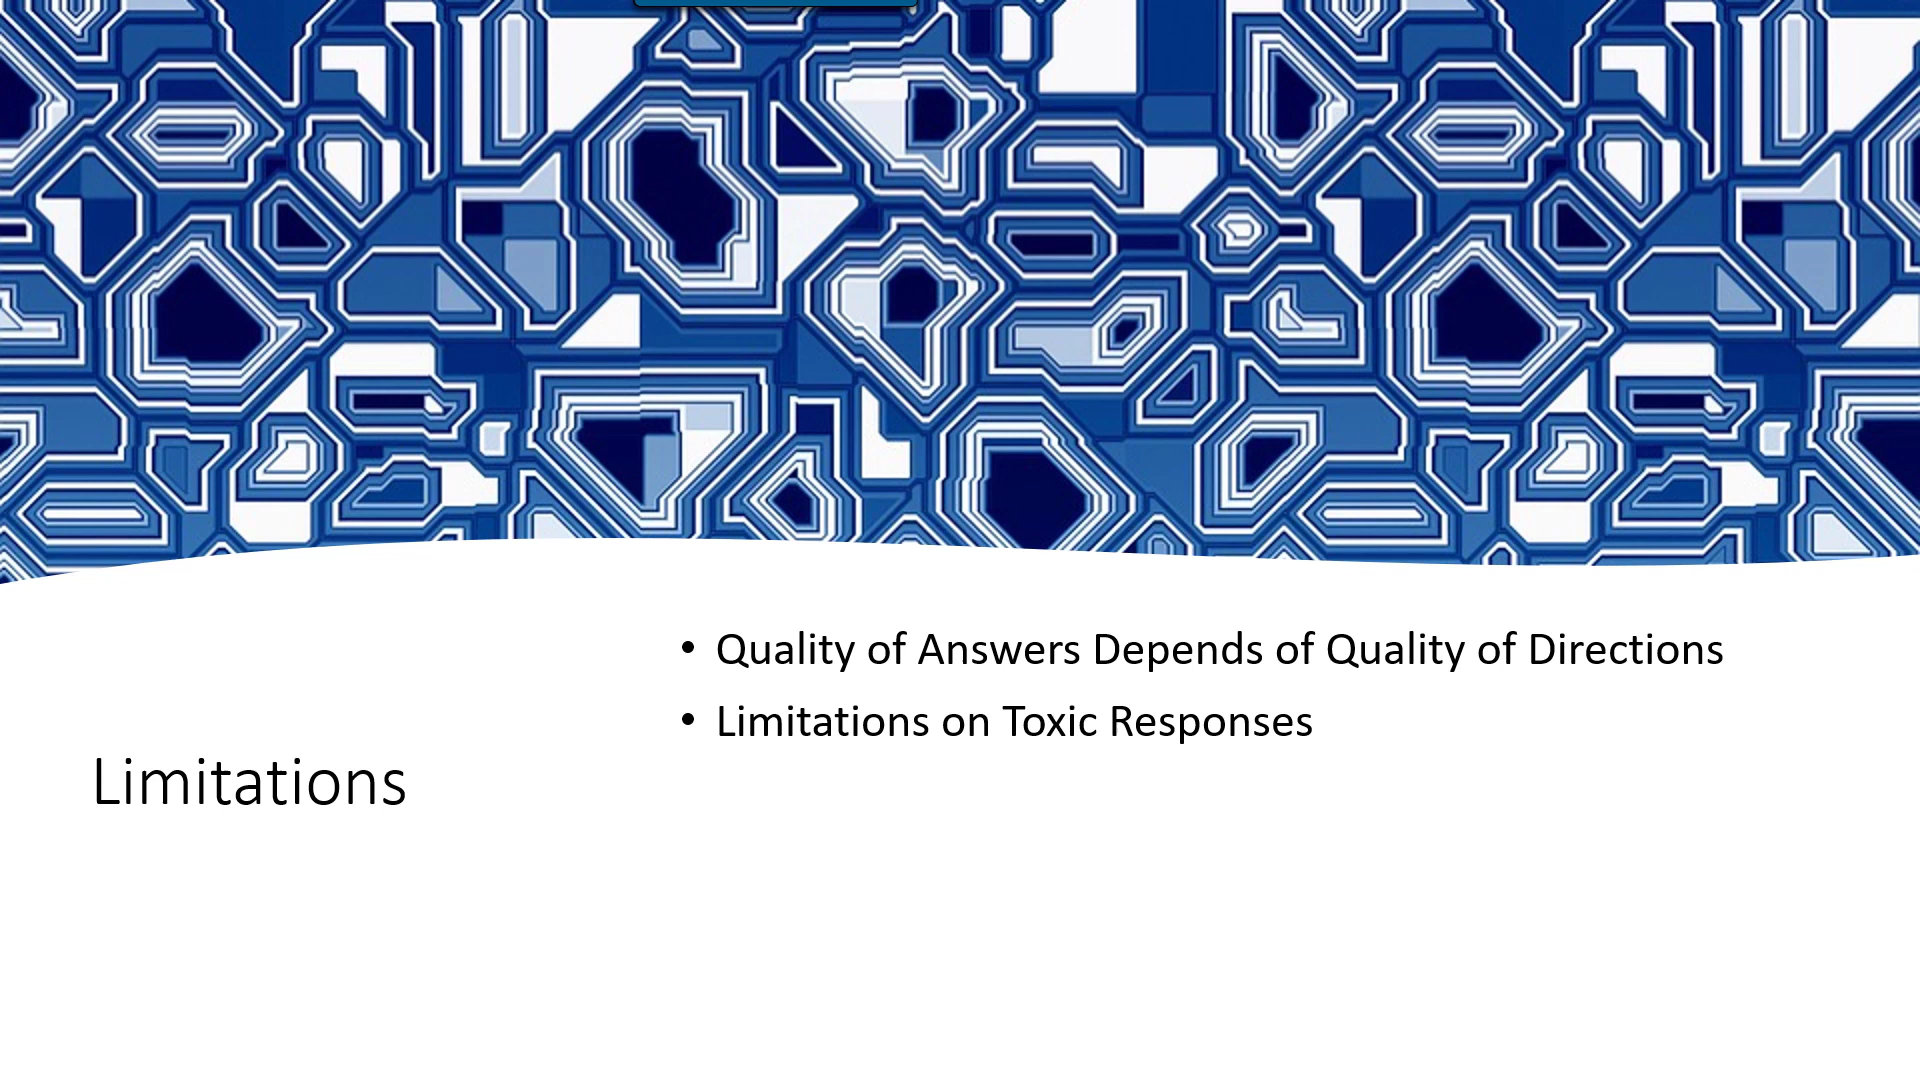 Limitations
• Quality of Answers Depends of Quality of Directions
• Limitations on Toxic Responses